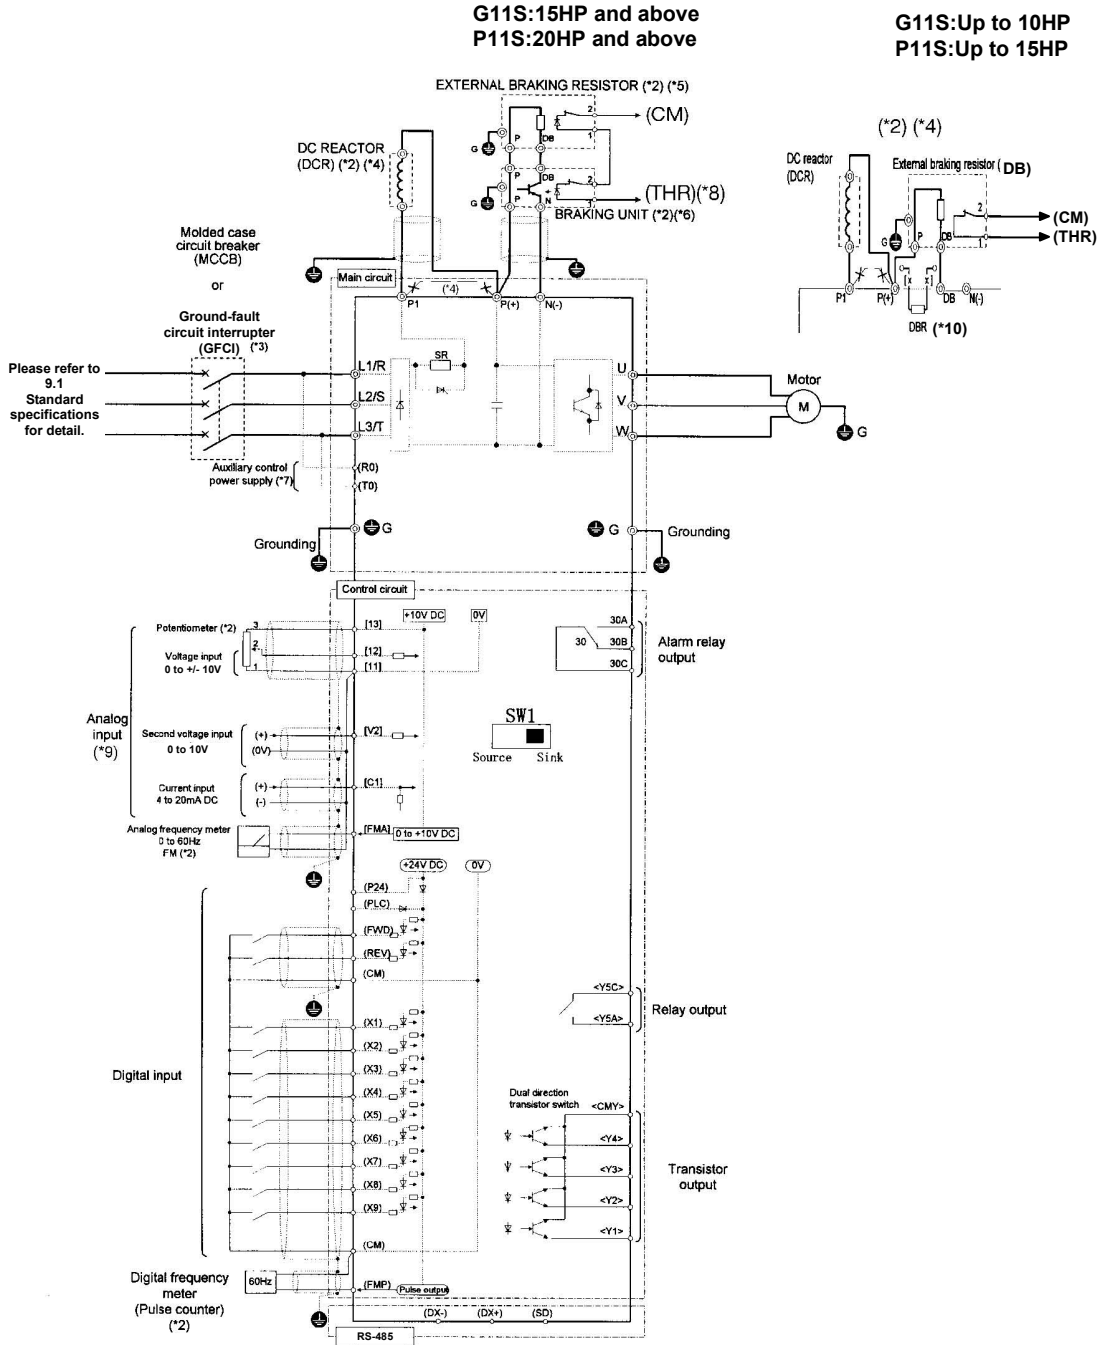 G11S:15HP and above
P11S:20HP and above
G11S:Up to 10HP
P11S:Up to 15HP
EXTERNAL BRAKING RESISTOR (*2) (*5)
2
(CM)
1
P
DB
G
DC REACTOR
(DCR) (*2) (*4)
P
DB
2
(THR)(*8)
G
P
N
BRAKING UNIT (*2)(*6)
(*2) (*4)
DC reactor
(DCR)
External braking resistor (DB)
2
(CM)
(THR)
1
G
P
DB
[x
x]
P1
P(+)
DB
N(-)
DBR (*10)
Molded case
circuit breaker
(MCCB)
or
Ground-fault
circuit interrupter
(GFCI) (*3)
Main circuit
(*4)
P1
P(+)
N(-)
Please refer to
9.1
Standard
specifications
for detail.
L1/R
L2/S
L3/T
SR
U
V
W
Motor
M
G
Auxiliary control
power supply (*7)
(R0)
(T0)
G
G
Grounding
Grounding
Control circuit
+10V DC
0V
Potentiometer (*2)
3
2
1
[13]
[12]
[11]
Voltage input
0 to +/- 10V
30A
30
30B
30C
Alarm relay
output
Analog
input
(*9)
Second voltage input
0 to 10V
(+)
(0V)
[V2]
SW1
Source
Sink
Current input
4 to 20mA DC
(+)
(-)
[C1]
Analog frequency meter
0 to 60Hz
FM (*2)
[FMA]
0 to +10V DC
+24V DC
0V
(P24)
(PLC)
(FWD)
(REV)
(CM)
<Y5C>
<Y5A>
Relay output
Digital input
(X1)
(X2)
(X3)
(X4)
(X5)
(X6)
(X7)
(X8)
(X9)
(CM)
Dual direction
transistor switch
<CMY>
<Y4>
<Y3>
<Y2>
<Y1>
Transistor
output
Digital frequency
meter
(Pulse counter)
(*2)
60Hz
(FMP)
Pulse output
(DX-)
(DX+)
(SD)
RS-485